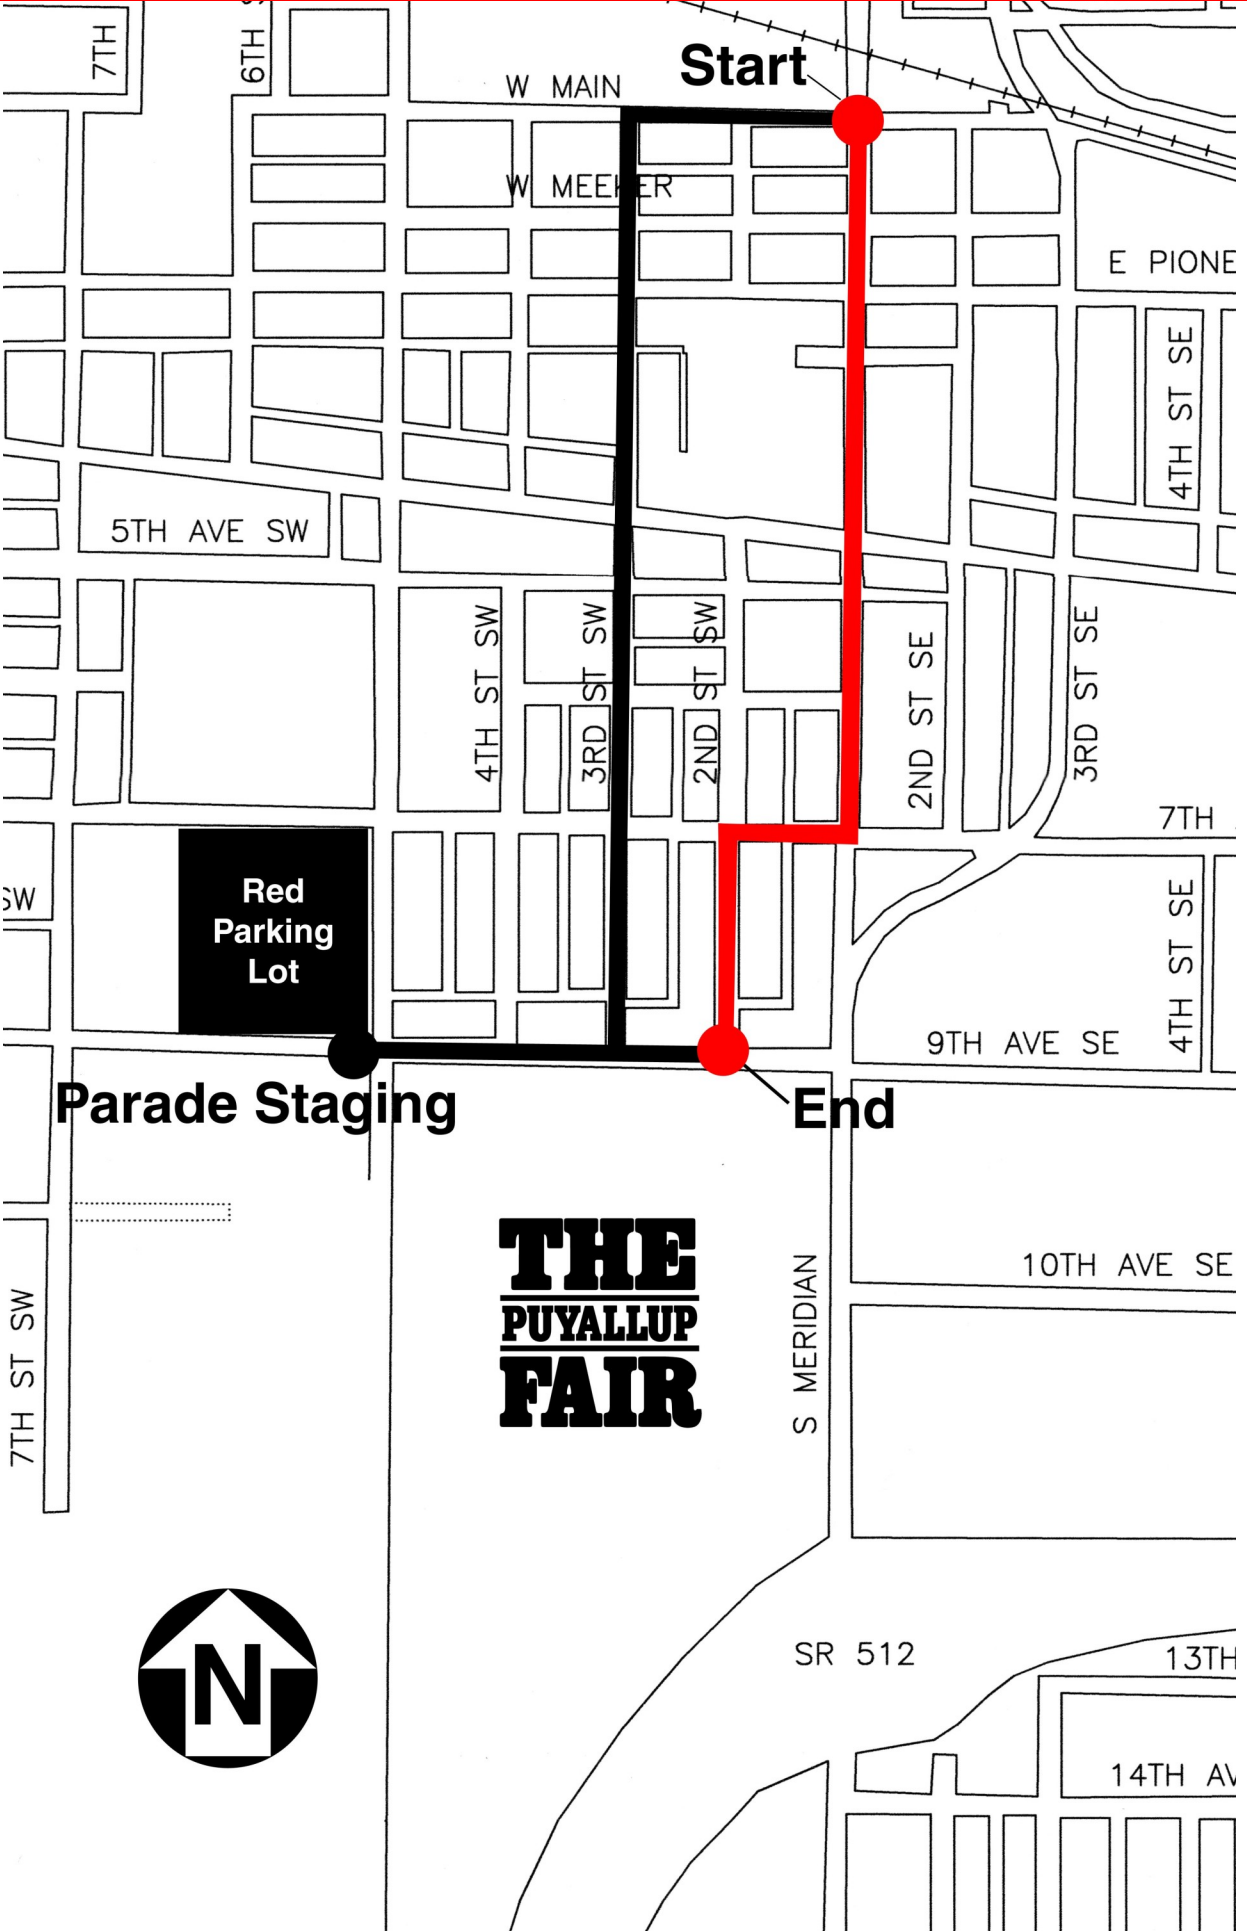 7TH
6TH
Start
W MAIN
W MEEKER
E PIONE
4TH ST SE
5TH AVE SW
4TH ST SW
3RD ST SW
2ND ST SW
2ND ST SE
3RD ST SE
7TH
SW
Red
Parking
Lot
4TH ST SE
9TH AVE SE
Parade Staging
End
THE
PUYALLUP
FAIR
S MERIDIAN
10TH AVE SE
7TH ST SW
N
SR 512
13TH
14TH AV